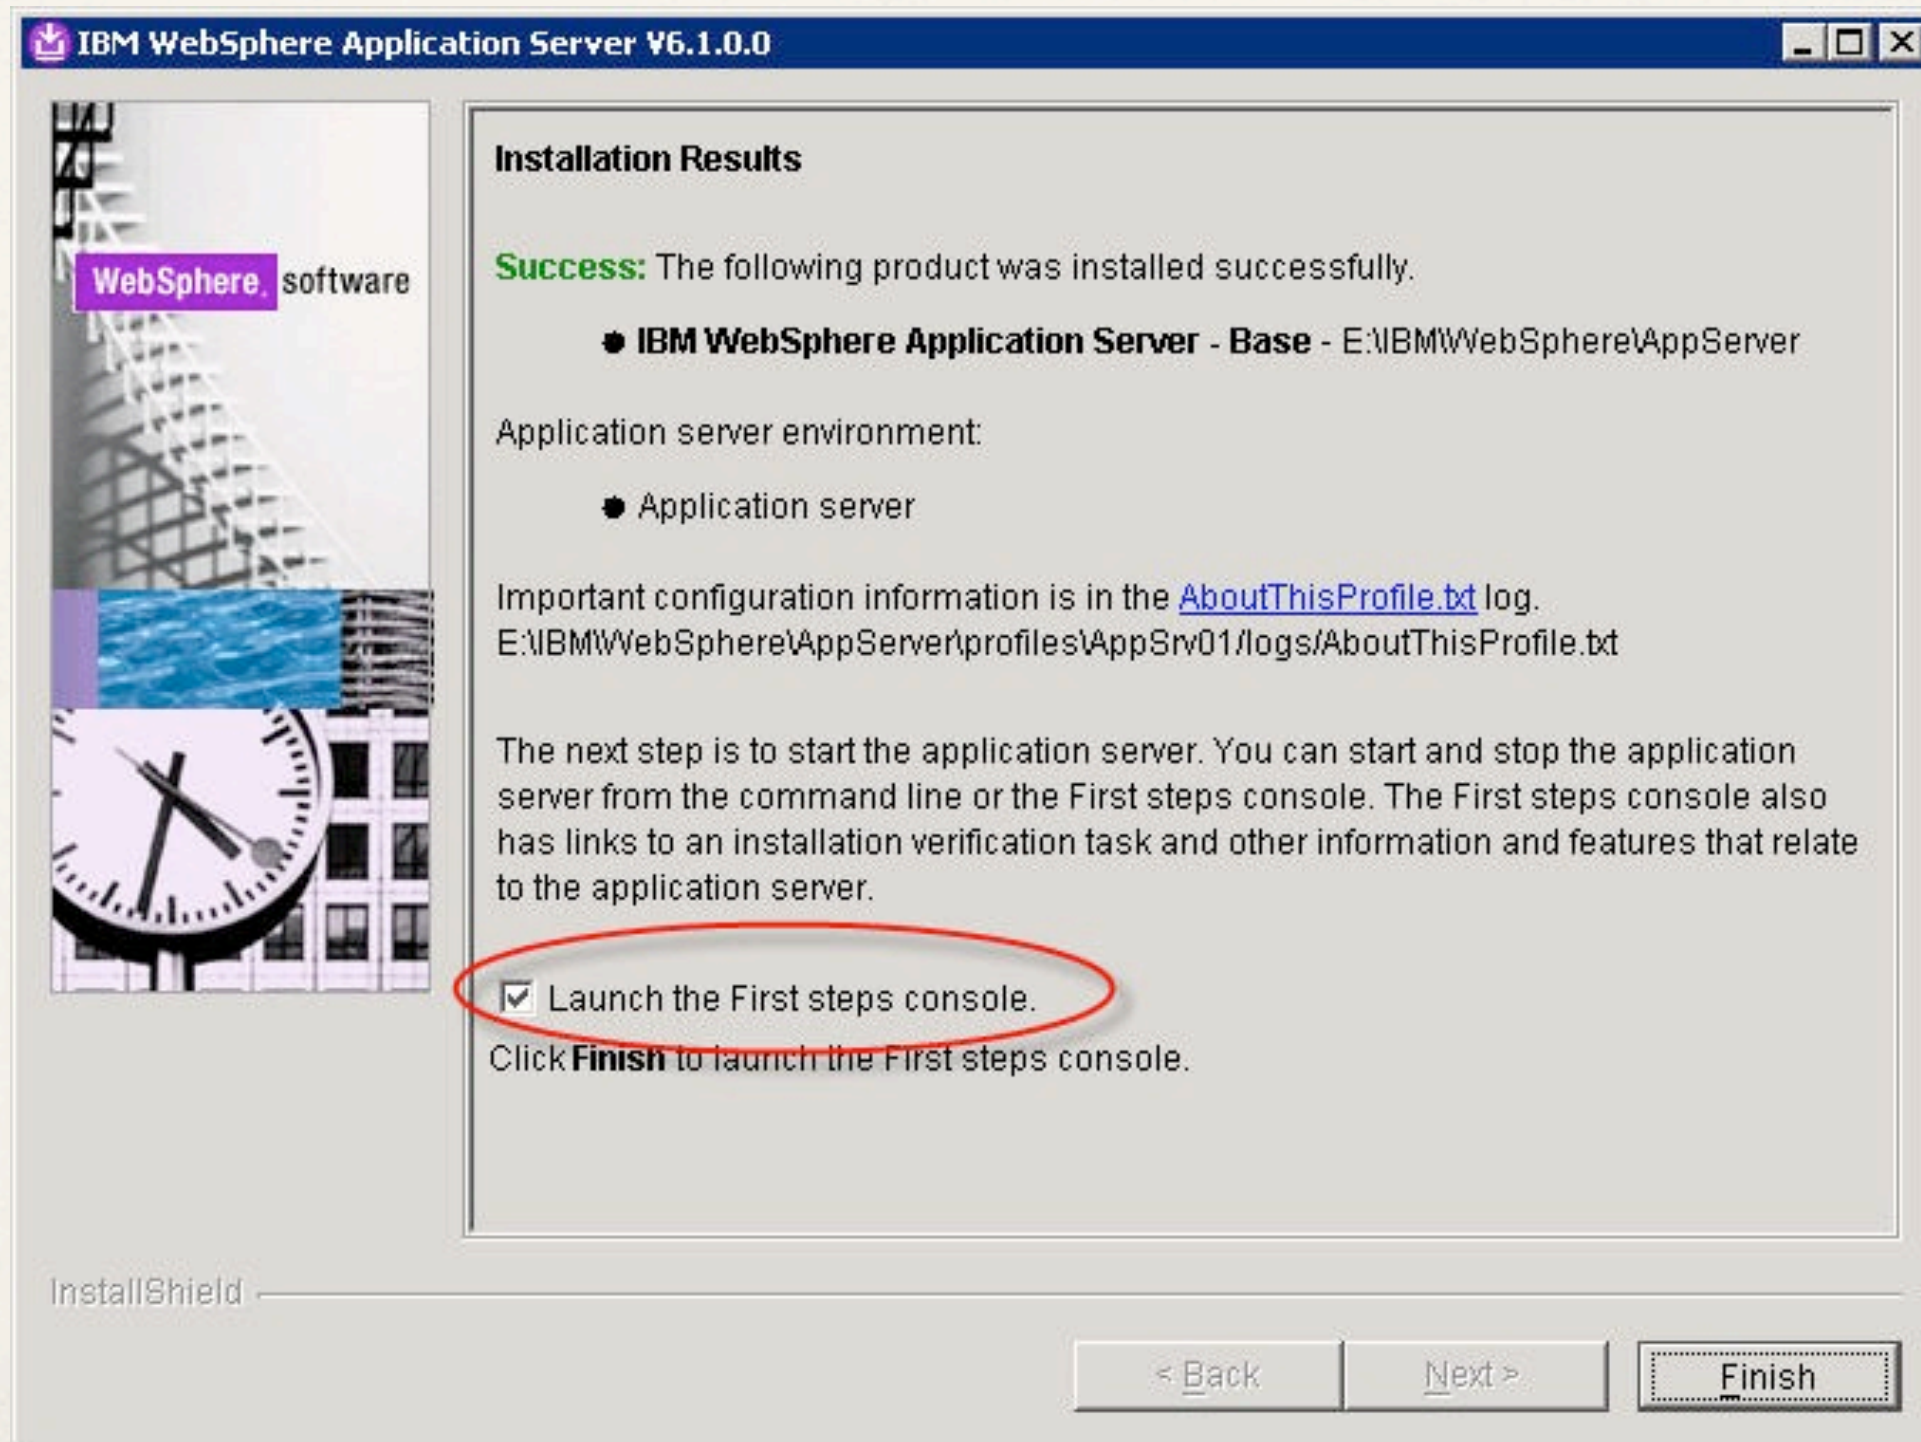 IBM WebSphere Application Server V6.1.0.0
WebSphere. software
Installation Results
Success: The following product was installed successfully.
● IBM WebSphere Application Server - Base - E:\IBM\WebSphere\AppServer
Application server environment:
● Application server
Important configuration information is in the AboutThisProfile.txt log.
E:\IBM\WebSphere\AppServer\profiles\AppSrv01/logs/AboutThisProfile.txt
The next step is to start the application server. You can start and stop the application
server from the command line or the First steps console. The First steps console also
has links to an installation verification task and other information and features that relate
to the application server.
Launch the First steps console.
Click Finish to launch the First steps console.
InstallShield
< Back
Next >
Finish